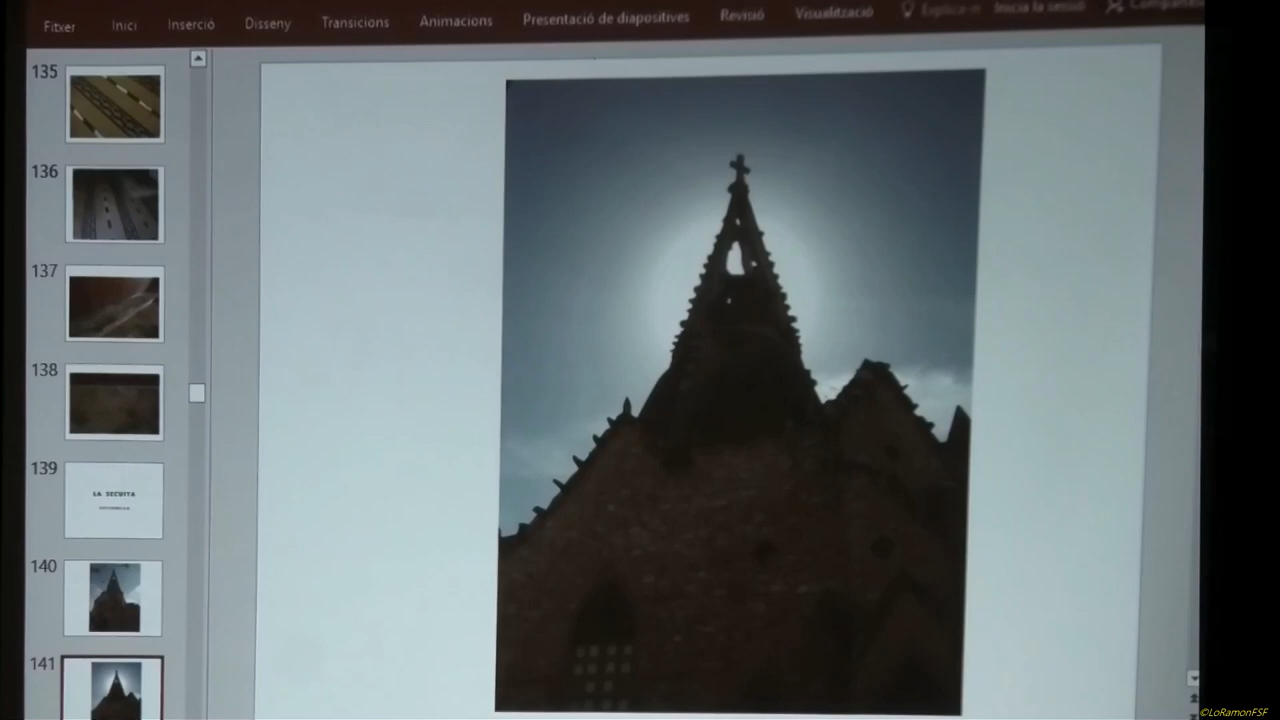 Fitxer Inici Inserció Disseny Transicions Animacions Presentació de diapositives Revisió Visualització Inicia la sessió
135
136
137
138
139
LA SECUITA
140
141
©LoRamonFSF